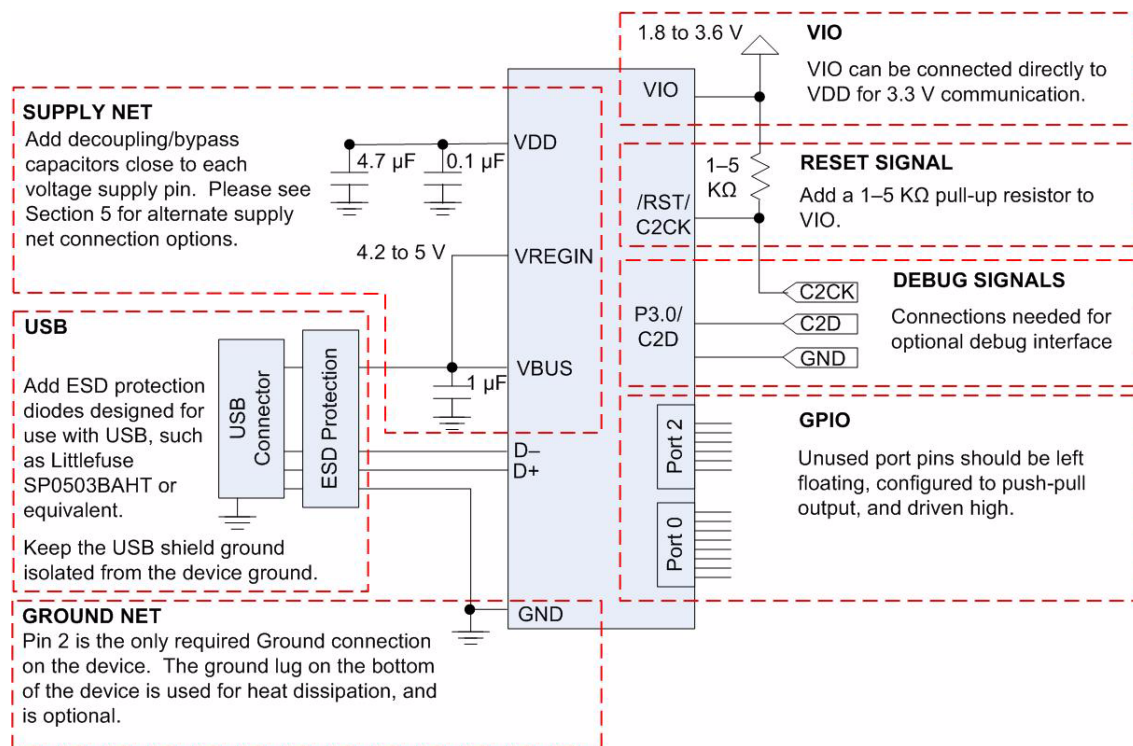 SUPPLY NET
Add decoupling/bypass
capacitors close to each
voltage supply pin.  Please see
Section 5 for alternate supply
net connection options.
4.7 µF
0.1 µF
4.2 to 5 V
1 µF
USB
Add ESD protection
diodes designed for
use with USB, such
as Littlefuse
SP0503BAHT or
equivalent.
Keep the USB shield ground
isolated from the device ground.
USB
Connector
ESD Protection
GROUND NET
Pin 2 is the only required Ground connection
on the device.  The ground lug on the bottom
of the device is used for heat dissipation, and
is optional.
VDD
VREGIN
VBUS
D–
D+
GND
VIO
/RST/
C2CK
P3.0/
C2D
Port 2
Port 0
1.8 to 3.6 V
VIO
VIO can be connected directly to
VDD for 3.3 V communication.
1–5
KΩ
RESET SIGNAL
Add a 1–5 KΩ pull-up resistor to
VIO.
DEBUG SIGNALS
C2CK
C2D
GND
Connections needed for
optional debug interface
GPIO
Unused port pins should be left
floating, configured to push-pull
output, and driven high.